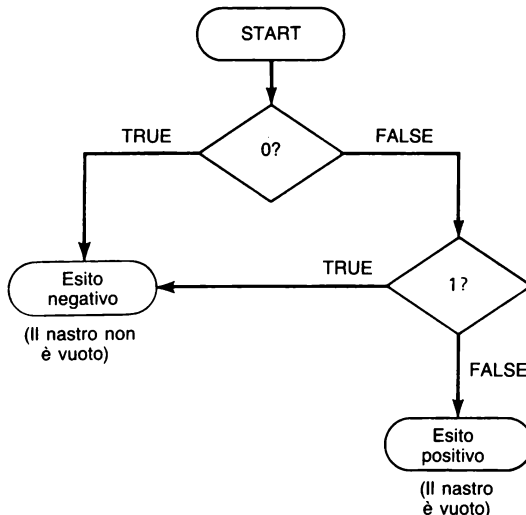 START
TRUE
0?
FALSE
Esito
negativo
(Il nastro non
è vuoto)
TRUE
1?
FALSE
Esito
positivo
(Il nastro
è vuoto)